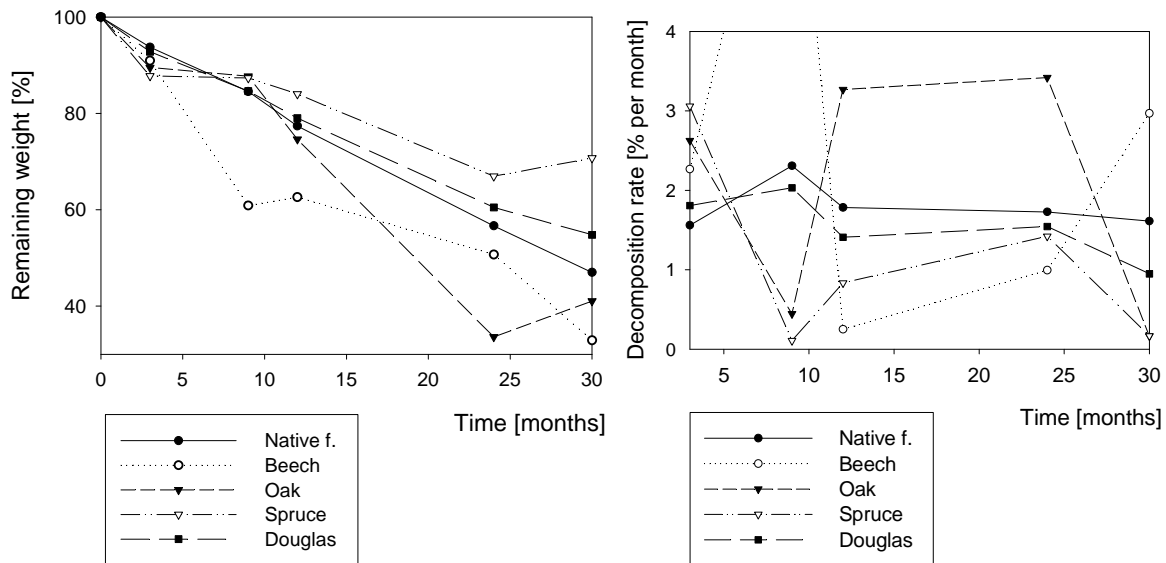 Remaining weight [%]
100
80
60
40
0
5
10
15
20
25
30
Time [months]
Native f.
Beech
Oak
Spruce
Douglas
Decomposition rate [% per month]
4
3
2
1
0
5
10
15
20
25
30
Time [months]
Native f.
Beech
Oak
Spruce
Douglas